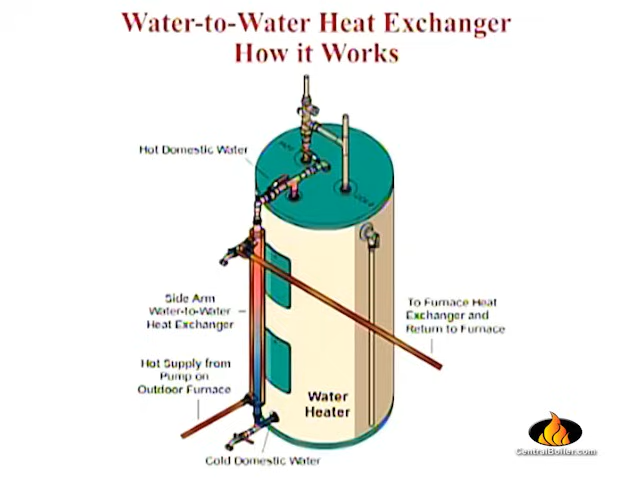 Water-to-Water Heat Exchanger
How it Works
Hot Domestic Water
HOT
COLD
Side Arm
Water-to-Water
Heat Exchanger
To Furnace Heat
Exchanger and
Return to Furnace
Hot Supply from
Pump on
Outdoor Furnace
Water
Heater
Cold Domestic Water
CentralBoiler.com